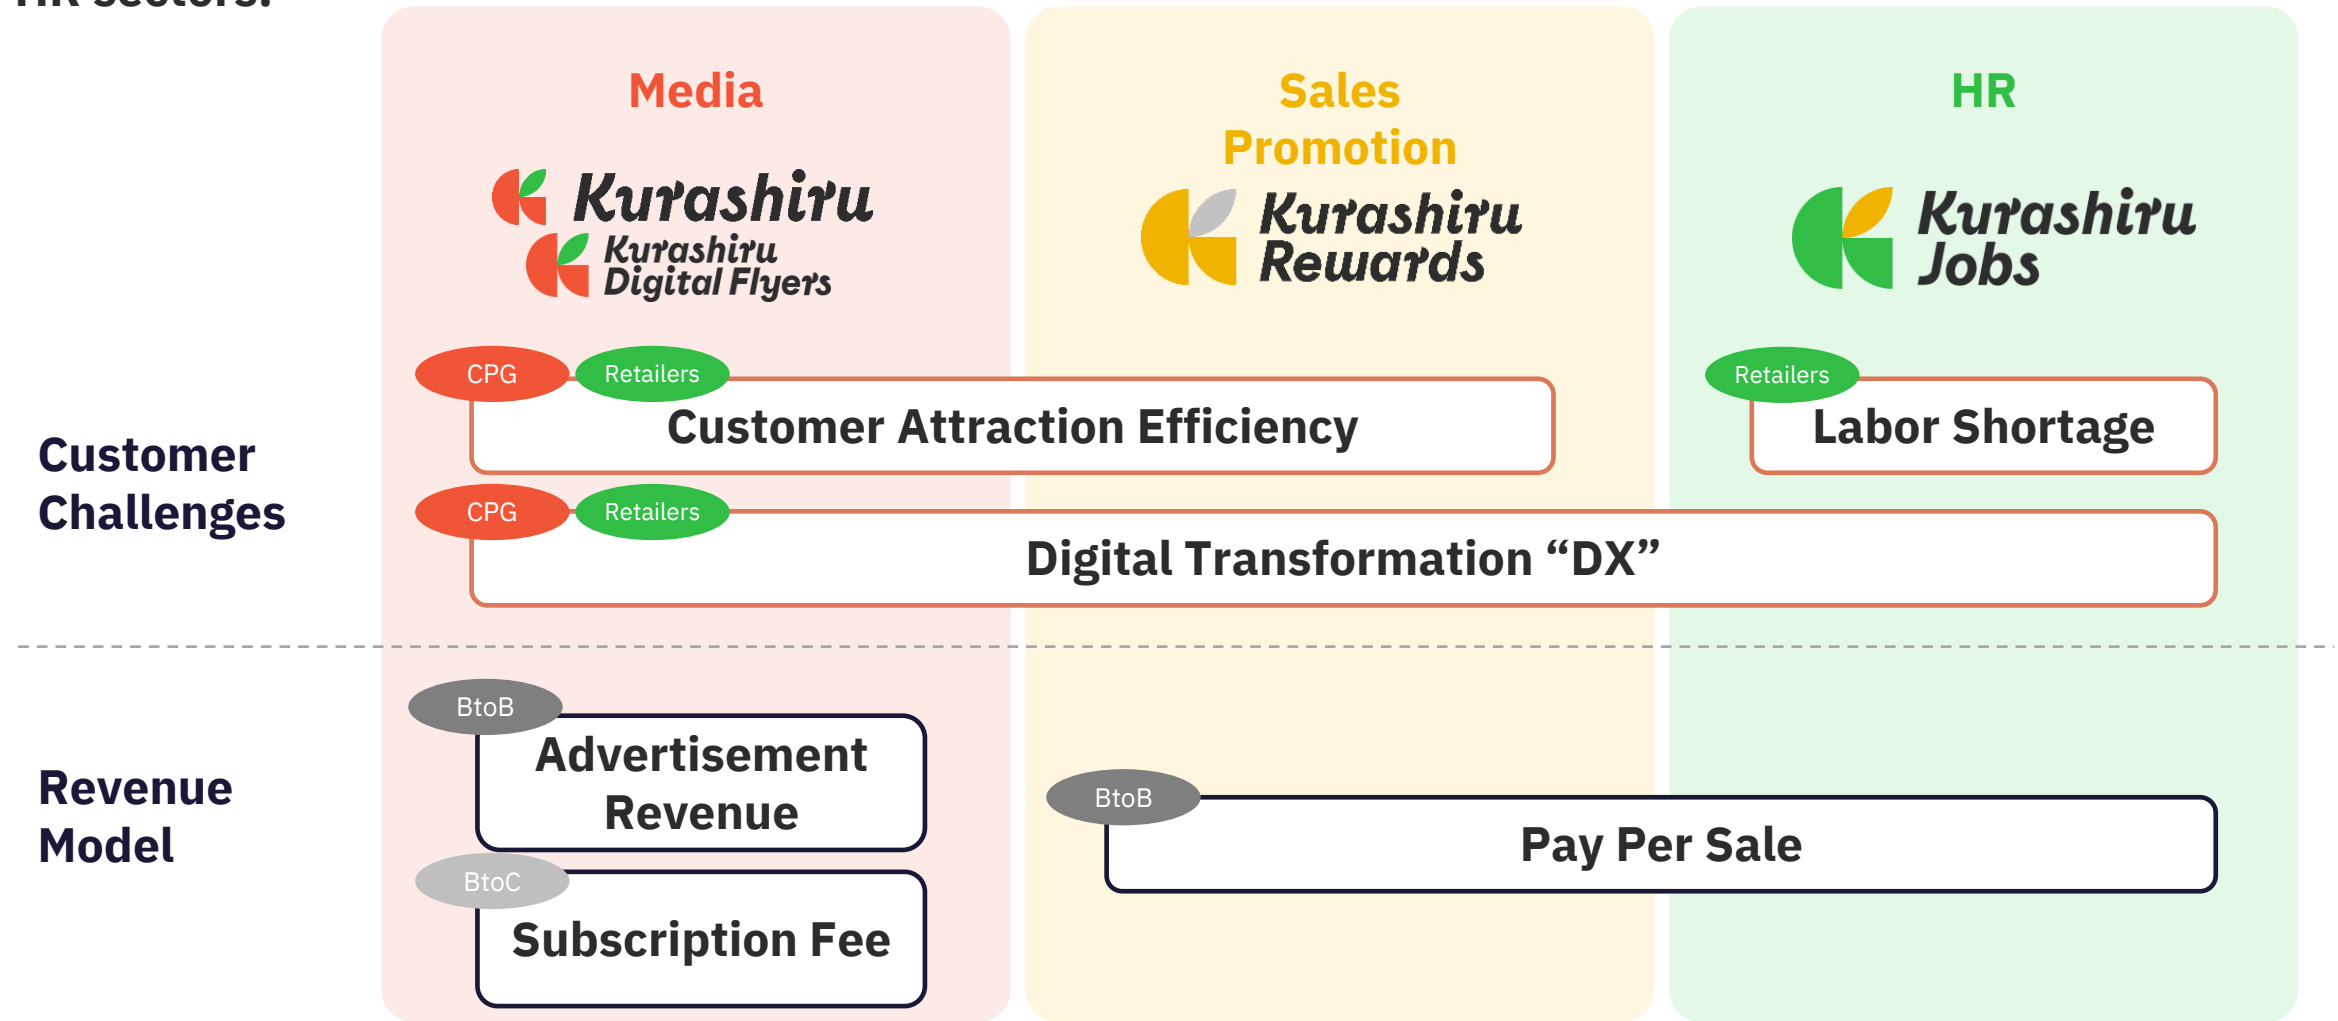 HR sectors.
Media
Sales
Promotion
HR
Kurashiru
Kurashiru
Digital Flyers
Kurashiru
Rewards
Kurashiru
Jobs
Customer
Challenges
CPG
Retailers
Customer Attraction Efficiency
Retailers
Labor Shortage
CPG
Retailers
Digital Transformation “DX”
Revenue
Model
BtoB
Advertisement
Revenue
BtoC
Subscription Fee
BtoB
Pay Per Sale